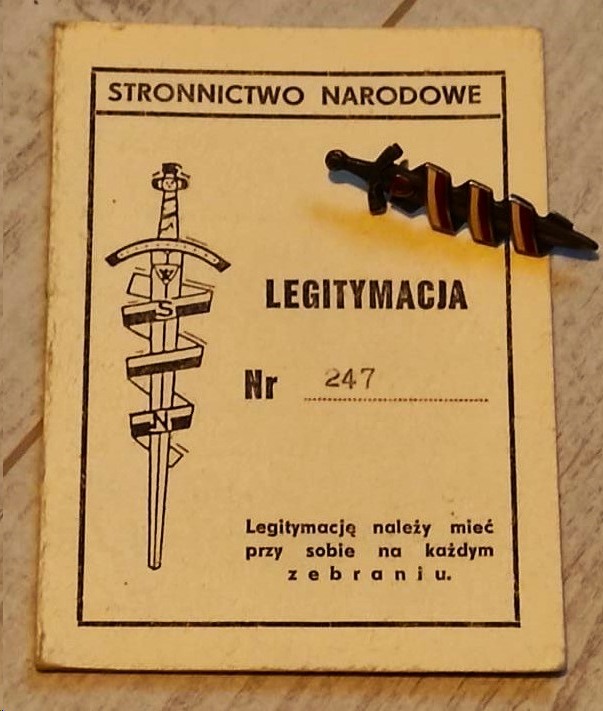 STRONNICTWO NARODOWE
S
N
LEGITYMACJA
Nr 247
Legitymację należy mieć
przy sobie na każdym
zebraniu.